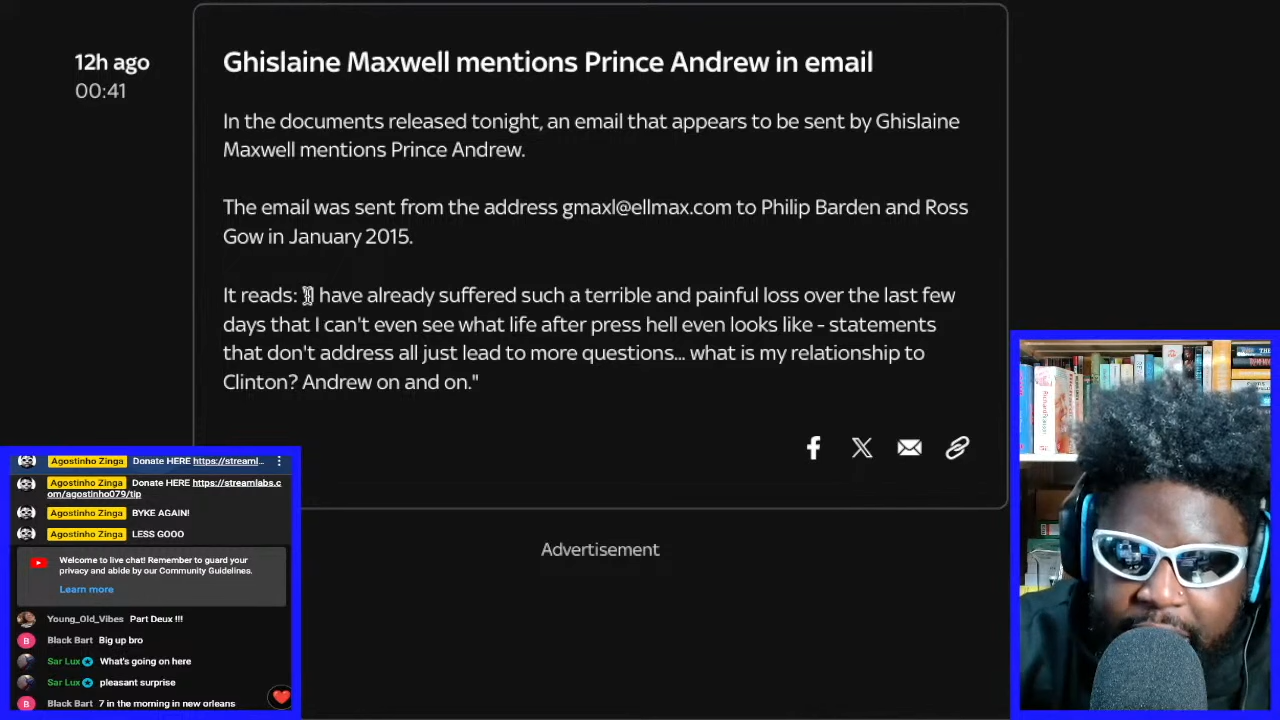 12h ago
00:41
Ghislaine Maxwell mentions Prince Andrew in email
In the documents released tonight, an email that appears to be sent by Ghislaine
Maxwell mentions Prince Andrew.
The email was sent from the address gmaxl@ellmax.com to Philip Barden and Ross
Gow in January 2015.
It reads: "I have already suffered such a terrible and painful loss over the last few
days that I can't even see what life after press hell even looks like - statements
that don't address all just lead to more questions... what is my relationship to
Clinton? Andrew on and on."
Advertisement
Agostinho Zinga Donate HERE https://streaml...
Agostinho Zinga Donate HERE https://streamlabs.c
om/agostinho079/tip
Agostinho Zinga BYKE AGAIN!
Agostinho Zinga LESS GOOO
Welcome to live chat! Remember to guard your
privacy and abide by our Community Guidelines.
Learn more
Young_Old_Vibes Part Deux !!!
B Black Bart Big up bro
Sar Lux What's going on here
Sar Lux pleasant surprise
B Black Bart 7 in the morning in new orleans